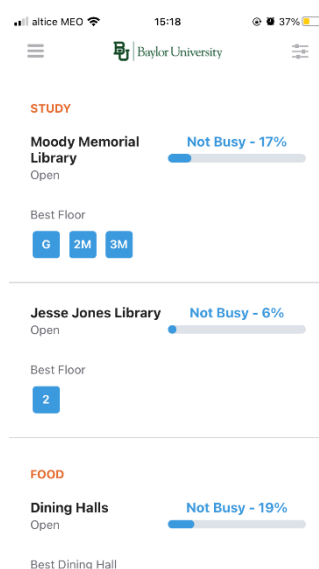 altice MEO 15:18 37%
BU Baylor University
STUDY
Moody Memorial Library Not Busy - 17%
Open
Best Floor
G 2M 3M
Jesse Jones Library Not Busy - 6%
Open
Best Floor
2
FOOD
Dining Halls Not Busy - 19%
Open
Best Dining Hall